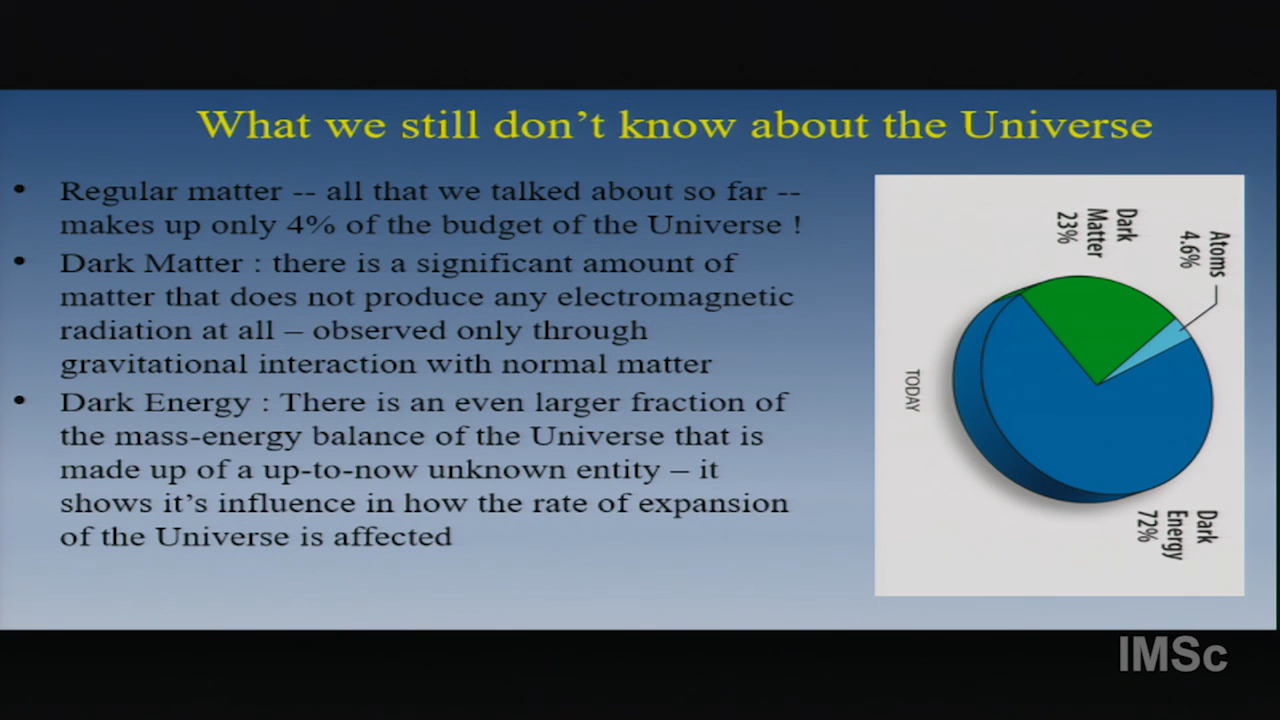 What we still don't know about the Universe
• Regular matter -- all that we talked about so far --
makes up only 4% of the budget of the Universe !
• Dark Matter : there is a significant amount of
matter that does not produce any electromagnetic
radiation at all – observed only through
gravitational interaction with normal matter
• Dark Energy : There is an even larger fraction of
the mass-energy balance of the Universe that is
made up of a up-to-now unknown entity – it
shows it's influence in how the rate of expansion
of the Universe is affected
Atoms
4.6%
Dark
Matter
23%
Dark
Energy
72%
TODAY
IMSc